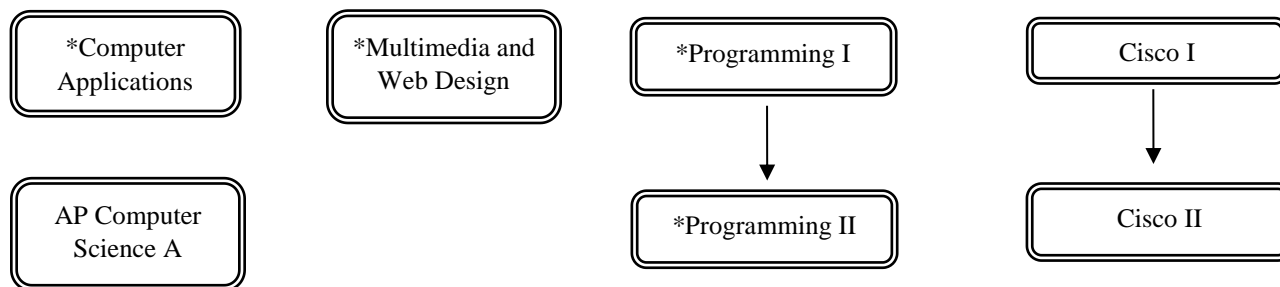 *Computer
Applications
*Multimedia and
Web Design
*Programming I
Cisco I
AP Computer
Science A
*Programming II
Cisco II